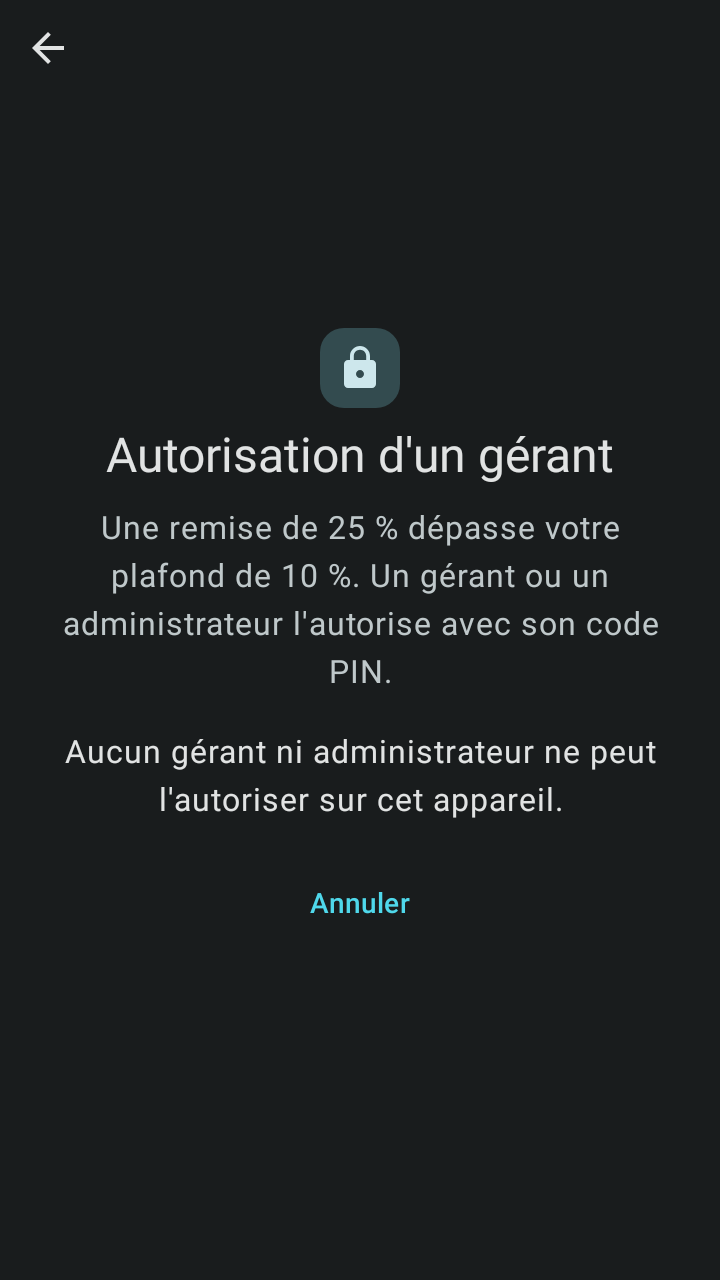 Autorisation d'un gérant
Une remise de 25 % dépasse votre
plafond de 10 %. Un gérant ou un
administrateur l'autorise avec son code
PIN.
Aucun gérant ni administrateur ne peut
l'autoriser sur cet appareil.
Annuler